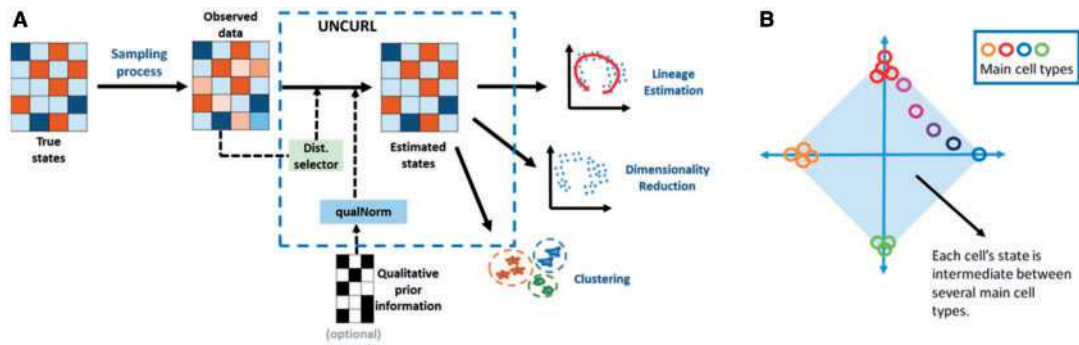 A
True
states
Sampling
process
Observed
data
UNCURL
Dist.
selector
qualNorm
Qualitative
prior
information
(optional)
Estimated
states
Lineage
Estimation
Dimensionality
Reduction
Clustering
B
Main cell types
Each cell's state is
intermediate between
several main cell
types.